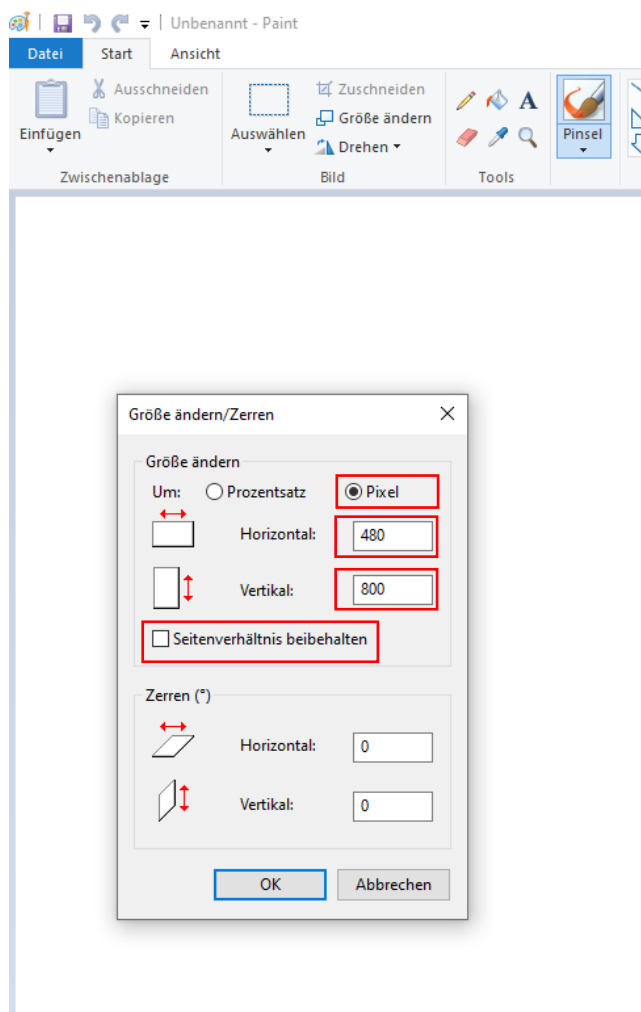 Unbenannt - Paint
Datei Start Ansicht
Einfügen
Ausschneiden
Kopieren
Zwischenablage
Auswählen
Zuschneiden
Größe ändern
Drehen
Bild
A
Tools
Pinsel
Größe ändern/Zerren
Größe ändern
Um: Prozentsatz Pixel
Horizontal: 480
Vertikal: 800
Seitenverhältnis beibehalten
Zerren (°)
Horizontal: 0
Vertikal: 0
OK Abbrechen